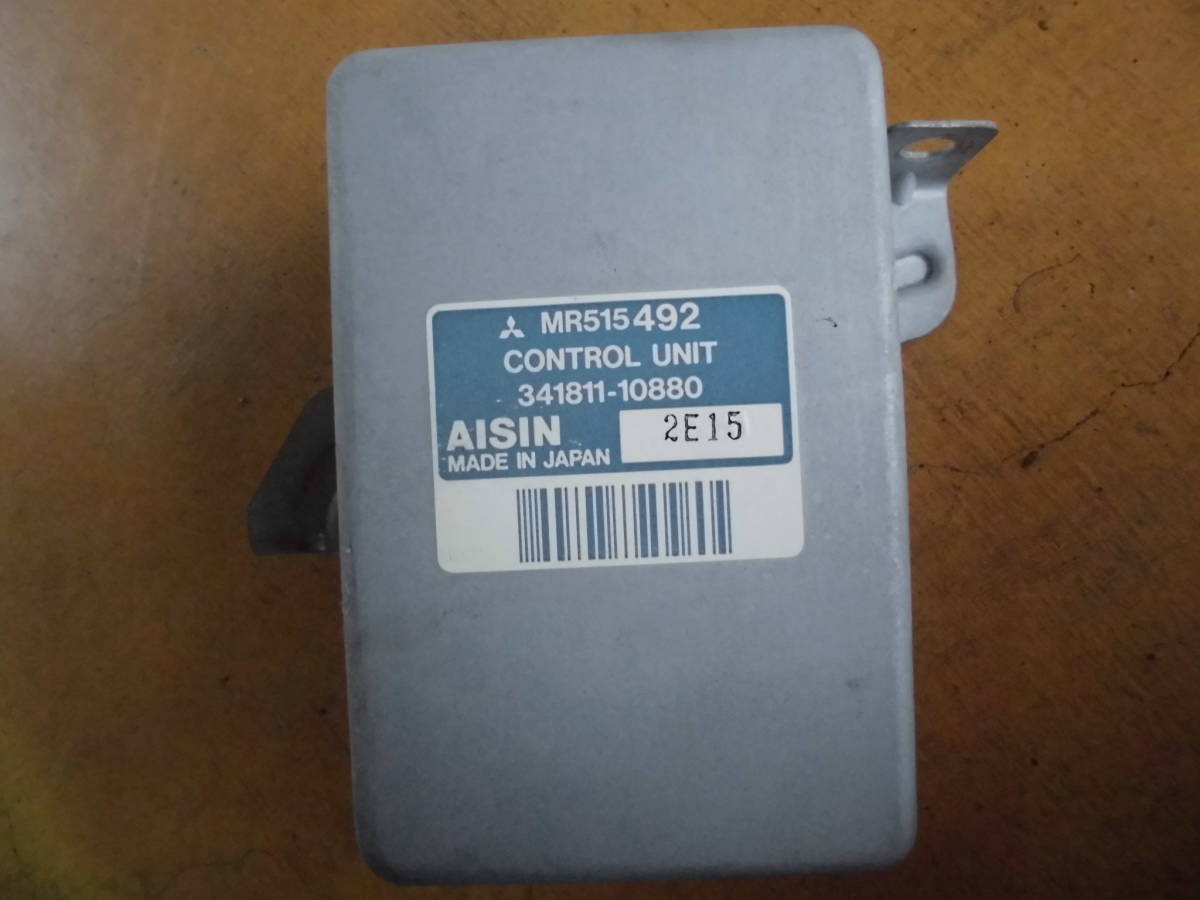 MR515492
CONTROL UNIT
341811-10880
AISIN 2E15
MADE IN JAPAN